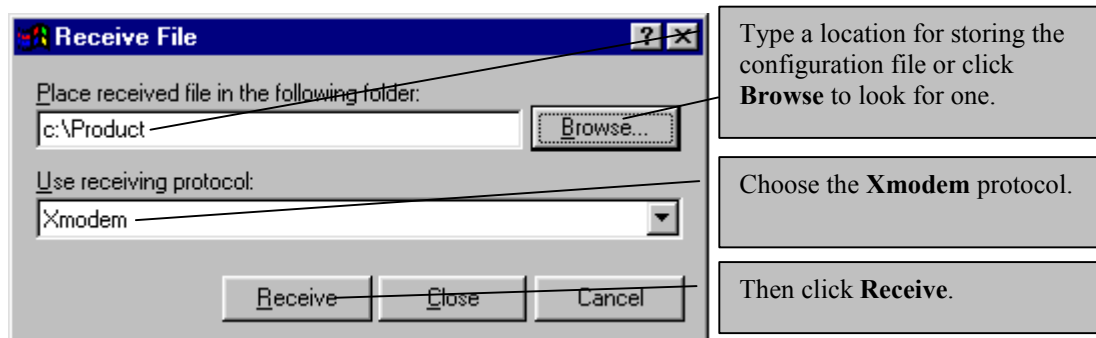 Receive File
Place received file in the following folder:
c:\Product
Browse...
Use receiving protocol:
Xmodem
Receive
Close
Cancel
Type a location for storing the
configuration file or click
Browse to look for one.
Choose the Xmodem protocol.
Then click Receive.